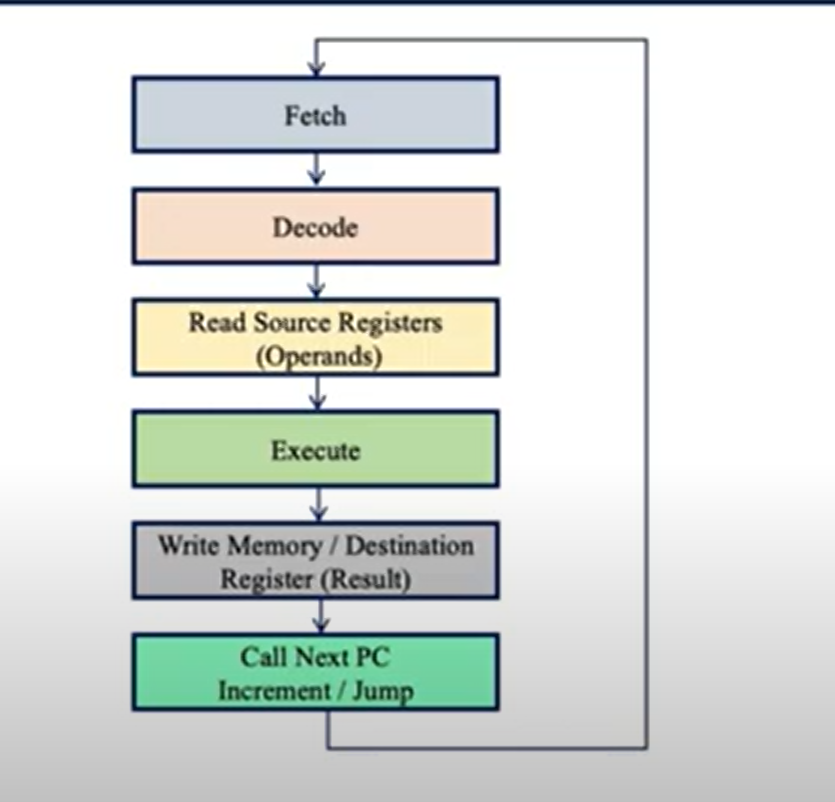 Fetch
Decode
Read Source Registers
(Operands)
Execute
Write Memory / Destination
Register (Result)
Call Next PC
Increment / Jump